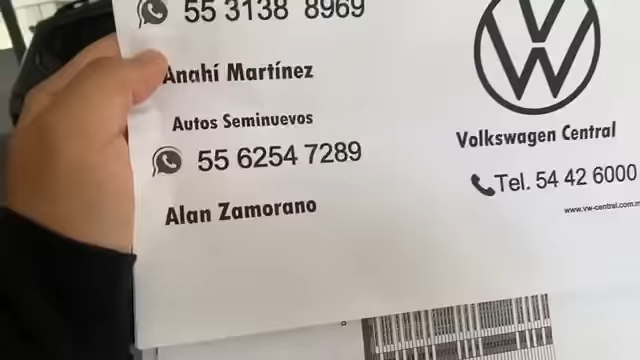 55 3138 8969
Anahí Martínez
Autos Seminuevos
55 6254 7289
Alan Zamorano
Volkswagen Central
Tel. 54 42 6000
www.vw-central.com.m